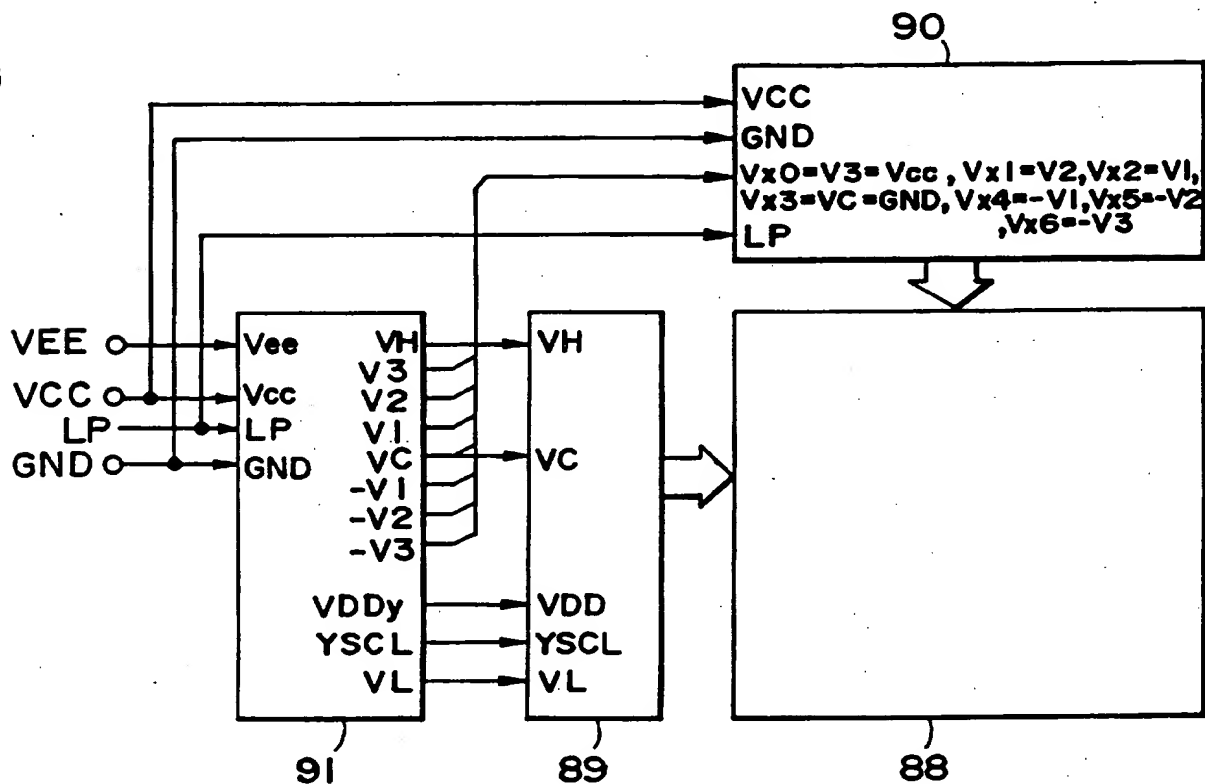 90
VCC
GND
Vx0=V3=Vcc, Vx1=V2, Vx2=V1,
Vx3=VC=GND, Vx4=-V1, Vx5=-V2
, Vx6=-V3
LP
VEE
VCC
LP
GND
Vee
Vcc
LP
GND
VH
V3
V2
V1
VC
-V1
-V2
-V3
VDDy
YSCL
VL
VH
VC
VDD
YSCL
VL
91
89
88